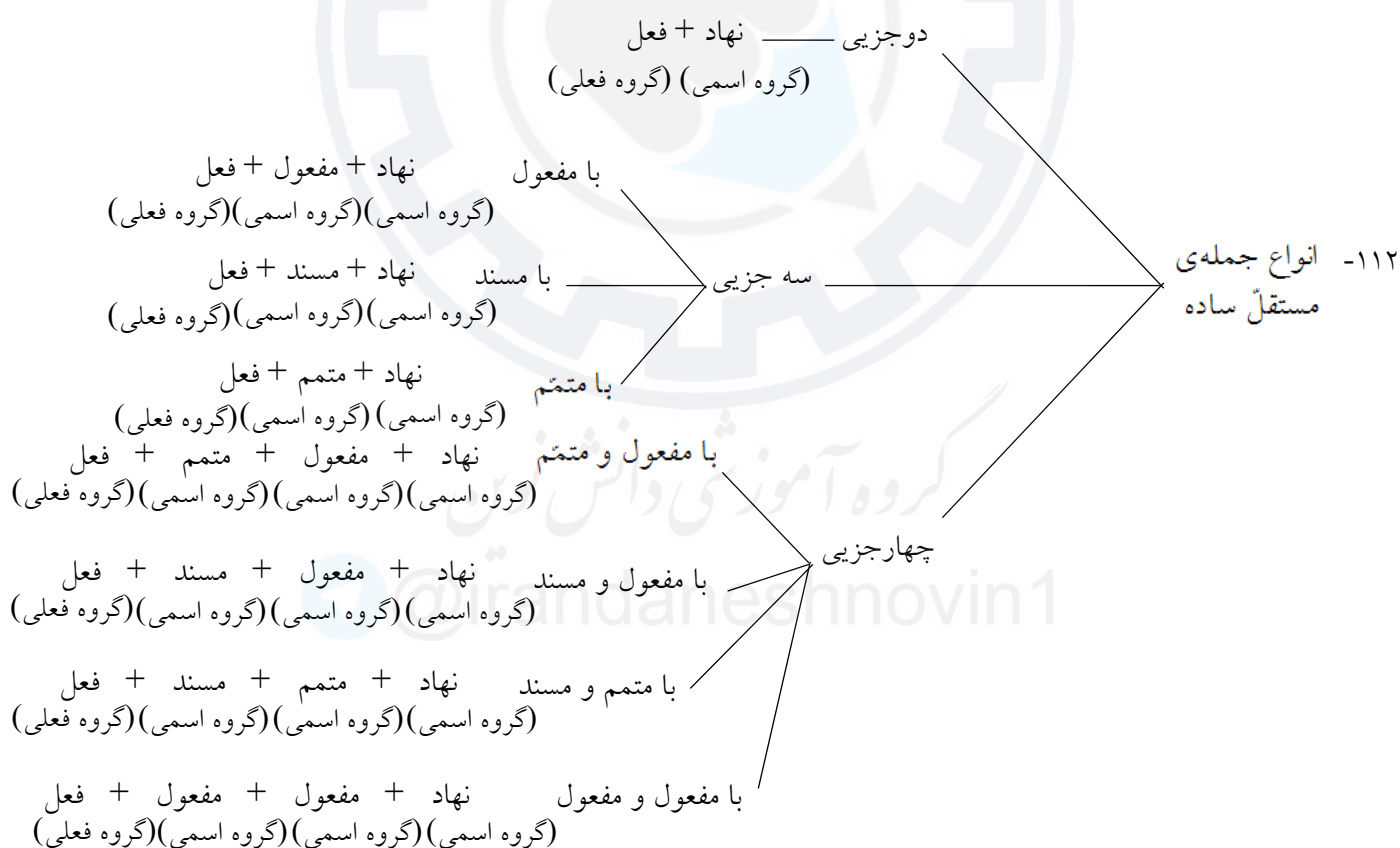 دوجزیی نهاد + فعل
(گروه اسمی) (گروه فعلی)
با مفعول نهاد + مفعول + فعل
(گروه اسمی)(گروه اسمی)(گروه فعلی)
۱۱۲- انواع جمله‌ی
مستقلّ ساده
سه جزیی
با مسند نهاد + مسند + فعل
(گروه اسمی)(گروه اسمی)(گروه فعلی)
با متمّم نهاد + متمم + فعل
(گروه اسمی) (گروه اسمی)(گروه فعلی)
با مفعول و متمّم نهاد + مفعول + متمم + فعل
(گروه اسمی)(گروه اسمی)(گروه اسمی)(گروه فعلی)
گروه آموزشی دانش نوین
چهارجزیی
با مفعول و مسند نهاد + مفعول + مسند + فعل
(گروه اسمی)(گروه اسمی)(گروه اسمی)(گروه فعلی)
@irandaneshnovin1
با متمم و مسند نهاد + متمم + مسند + فعل
(گروه اسمی)(گروه اسمی)(گروه اسمی)(گروه فعلی)
با مفعول و مفعول نهاد + مفعول + مفعول + فعل
(گروه اسمی)(گروه اسمی)(گروه اسمی)(گروه فعلی)